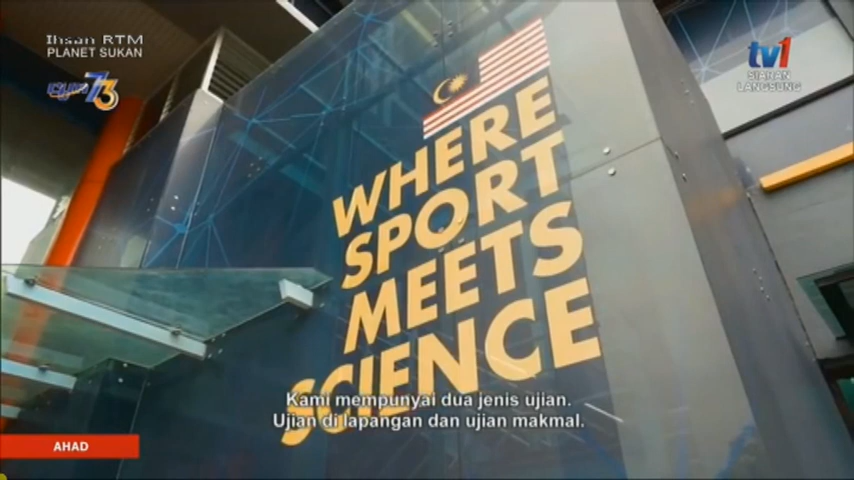 Ihsan RTM
PLANET SUKAN
73
tv1
SIARAN
LANGSUNG
WHERE
SPORT
MEETS
SCIENCE
Kami mempunyai dua jenis ujian.
Ujian di lapangan dan ujian makmal.
AHAD